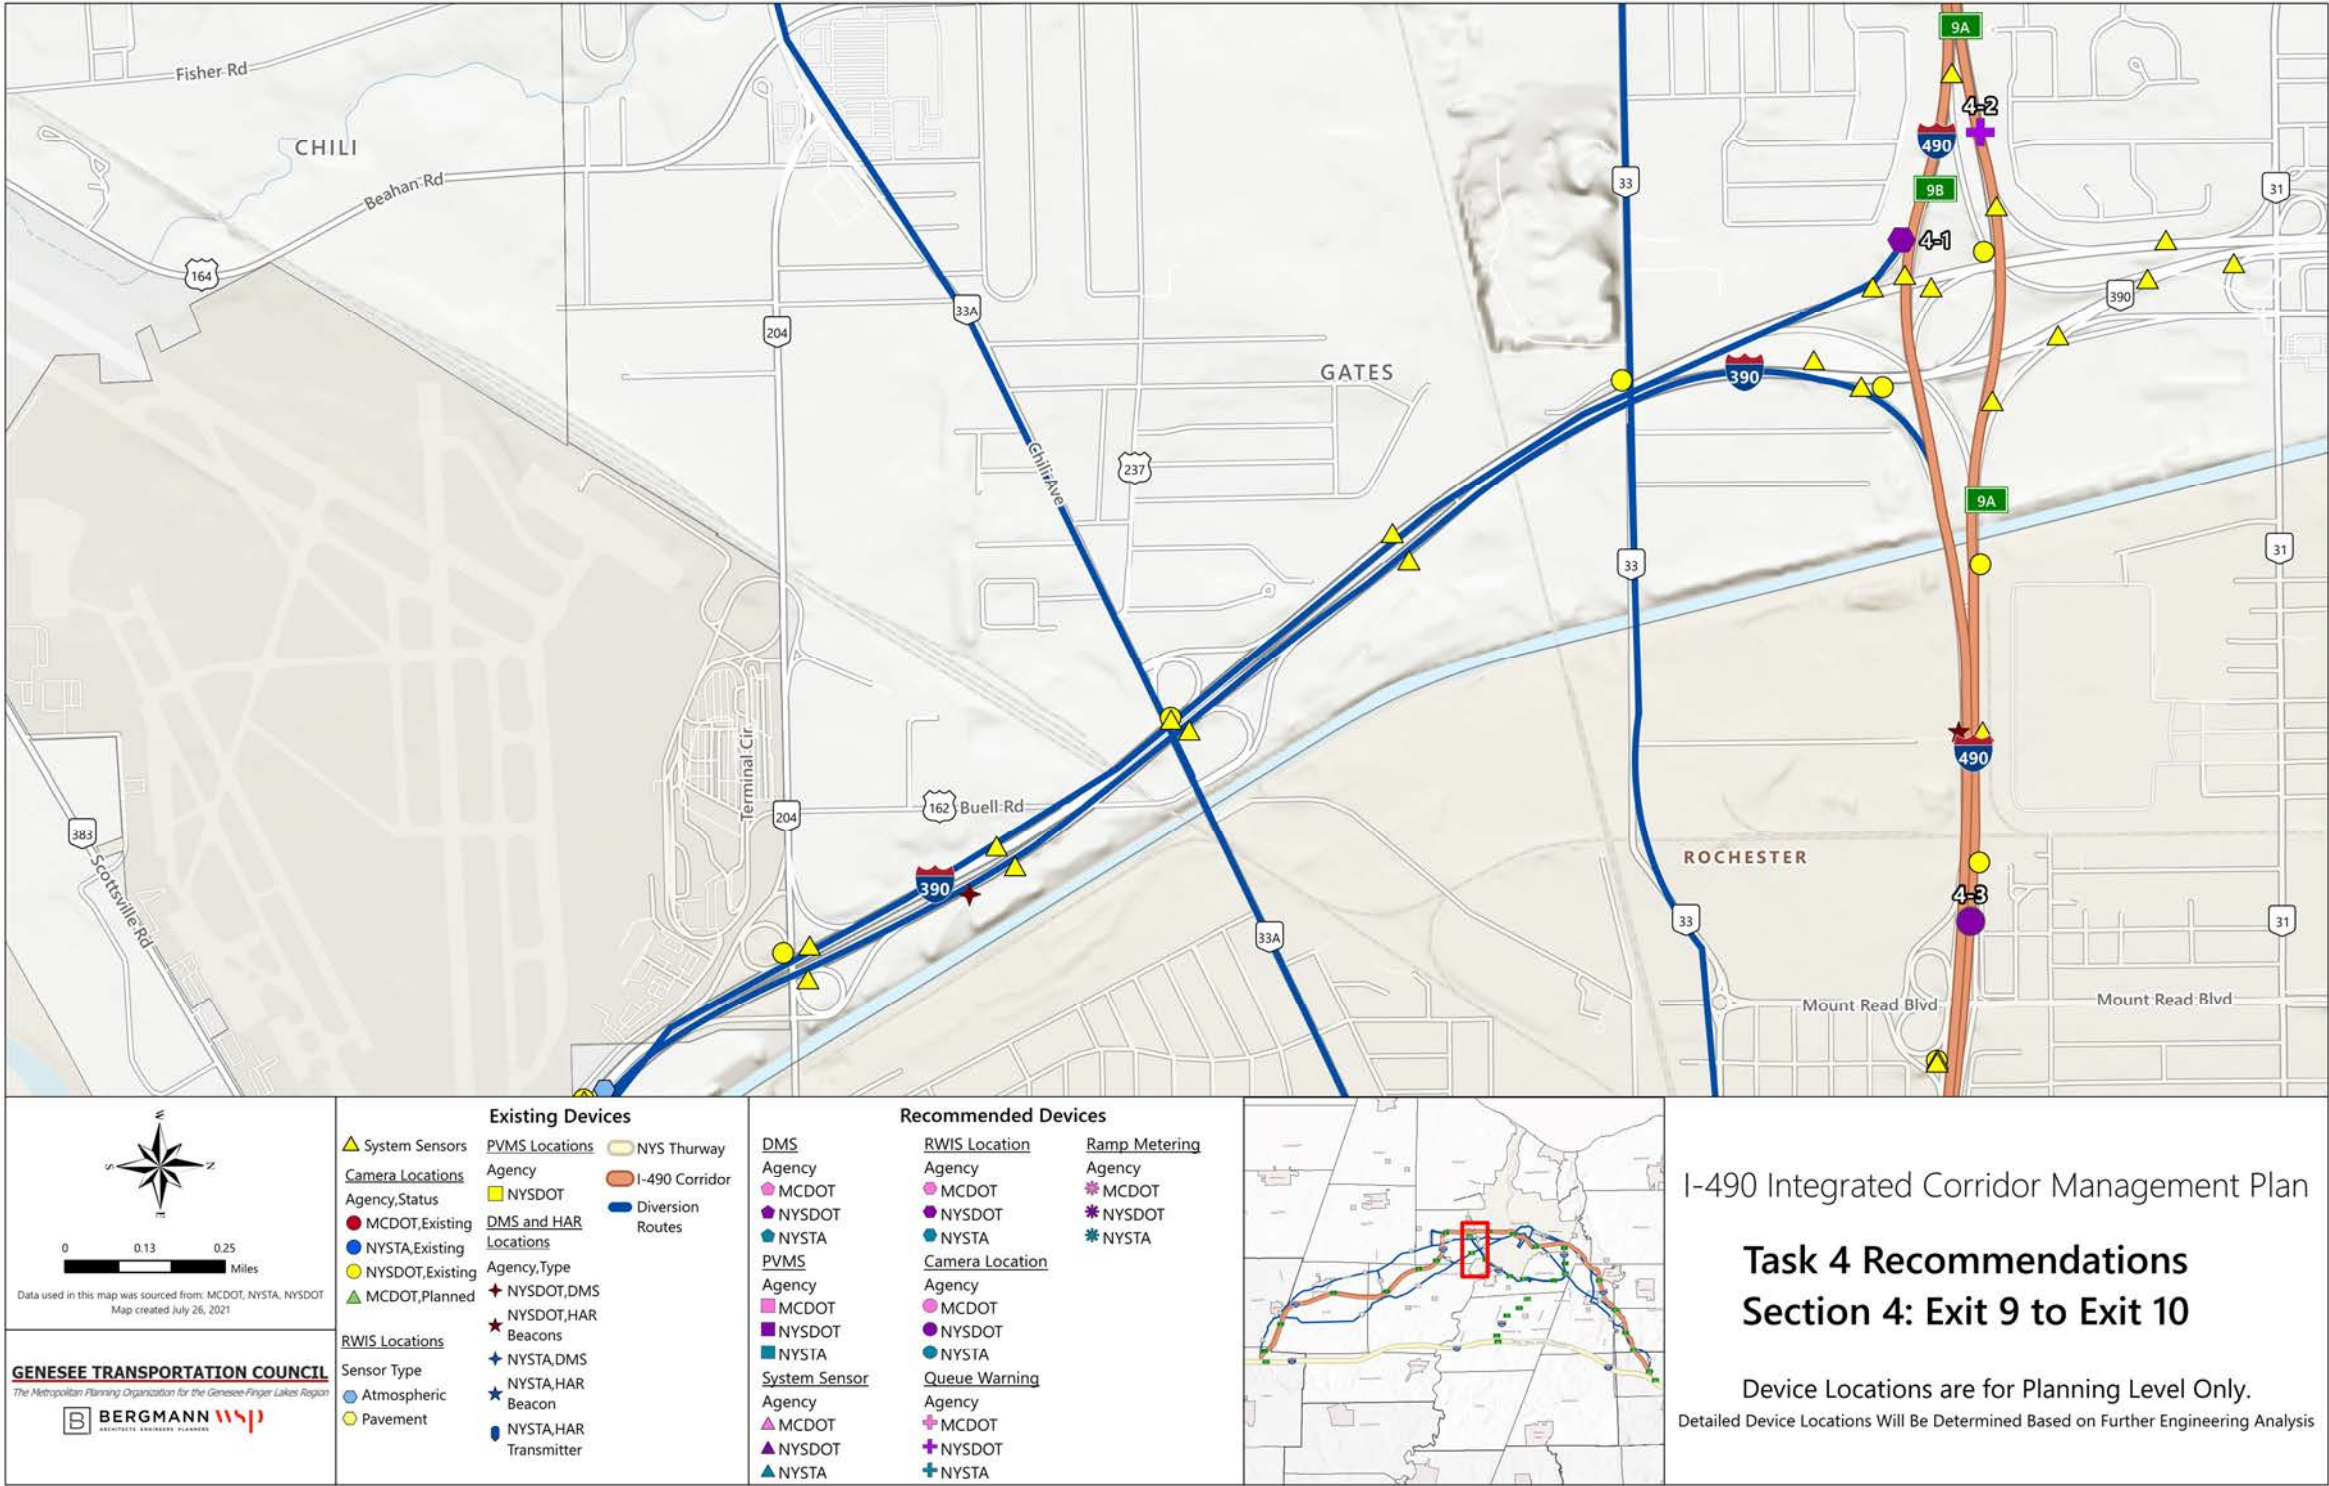 9A
Fisher Rd
4-2
CHILI
490
Beahan Rd
33
9B
31
4-1
164
390
33A
204
GATES
390
237
Chili Ave
9A
31
33
Terminal Cir
490
162
Buell Rd
204
383
Scottsville Rd
ROCHESTER
390
4-3
33
31
33A
Mount Read Blvd
Mount Read Blvd
W
S
N
E
0
0.13
0.25
Miles
Data used in this map was sourced from: MCDOT, NYSTA, NYSDOT
Map created July 26, 2021
GENESEE TRANSPORTATION COUNCIL
The Metropolitan Planning Organization for the Genesee-Finger Lakes Region
B BERGMANN wsp
ARCHITECTS ENGINEERS PLANNERS
Existing Devices
System Sensors
Camera Locations
Agency,Status
MCDOT,Existing
NYSTA,Existing
NYSDOT,Existing
MCDOT,Planned
RWIS Locations
Sensor Type
Atmospheric
Pavement
PVMS Locations
Agency
NYSDOT
DMS and HAR
Locations
Agency,Type
NYSDOT,DMS
NYSDOT,HAR
Beacons
NYSTA,DMS
NYSTA,HAR
Beacon
NYSTA,HAR
Transmitter
NYS Thurway
I-490 Corridor
Diversion
Routes
Recommended Devices
DMS
Agency
MCDOT
NYSDOT
NYSTA
PVMS
Agency
MCDOT
NYSDOT
NYSTA
System Sensor
Agency
MCDOT
NYSDOT
NYSTA
RWIS Location
Agency
MCDOT
NYSDOT
NYSTA
Camera Location
Agency
MCDOT
NYSDOT
NYSTA
Queue Warning
Agency
MCDOT
NYSDOT
NYSTA
Ramp Metering
Agency
MCDOT
NYSDOT
NYSTA
I-490 Integrated Corridor Management Plan
Task 4 Recommendations
Section 4: Exit 9 to Exit 10
Device Locations are for Planning Level Only.
Detailed Device Locations Will Be Determined Based on Further Engineering Analysis